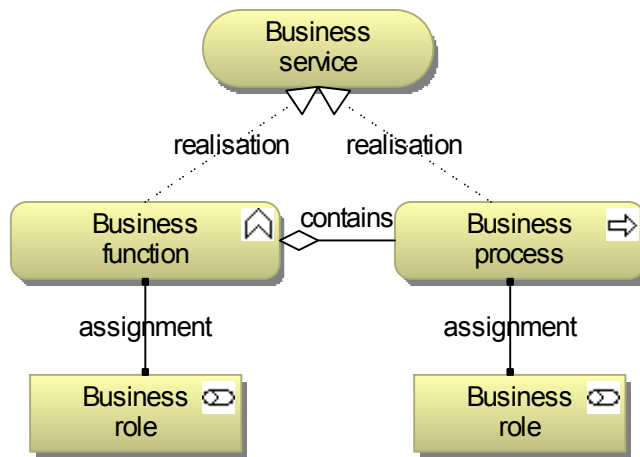 Business
service
realisation
realisation
Business
function
contains
Business
process
assignment
assignment
Business
role
Business
role